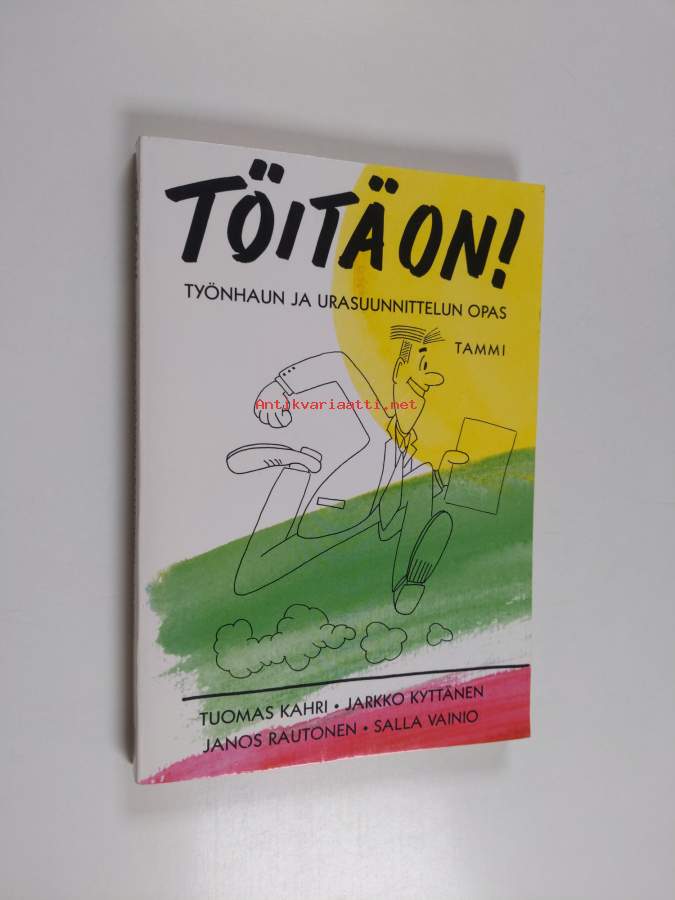 TÖITÄ ON!
TYÖNHAUN JA URASUUNNITTELUN OPAS
TAMMI
Antikvariaatti.net
TUOMAS KAHRI • JARKKO KYTTÄNEN
JANOS RAUTONEN • SALLA VAINIO